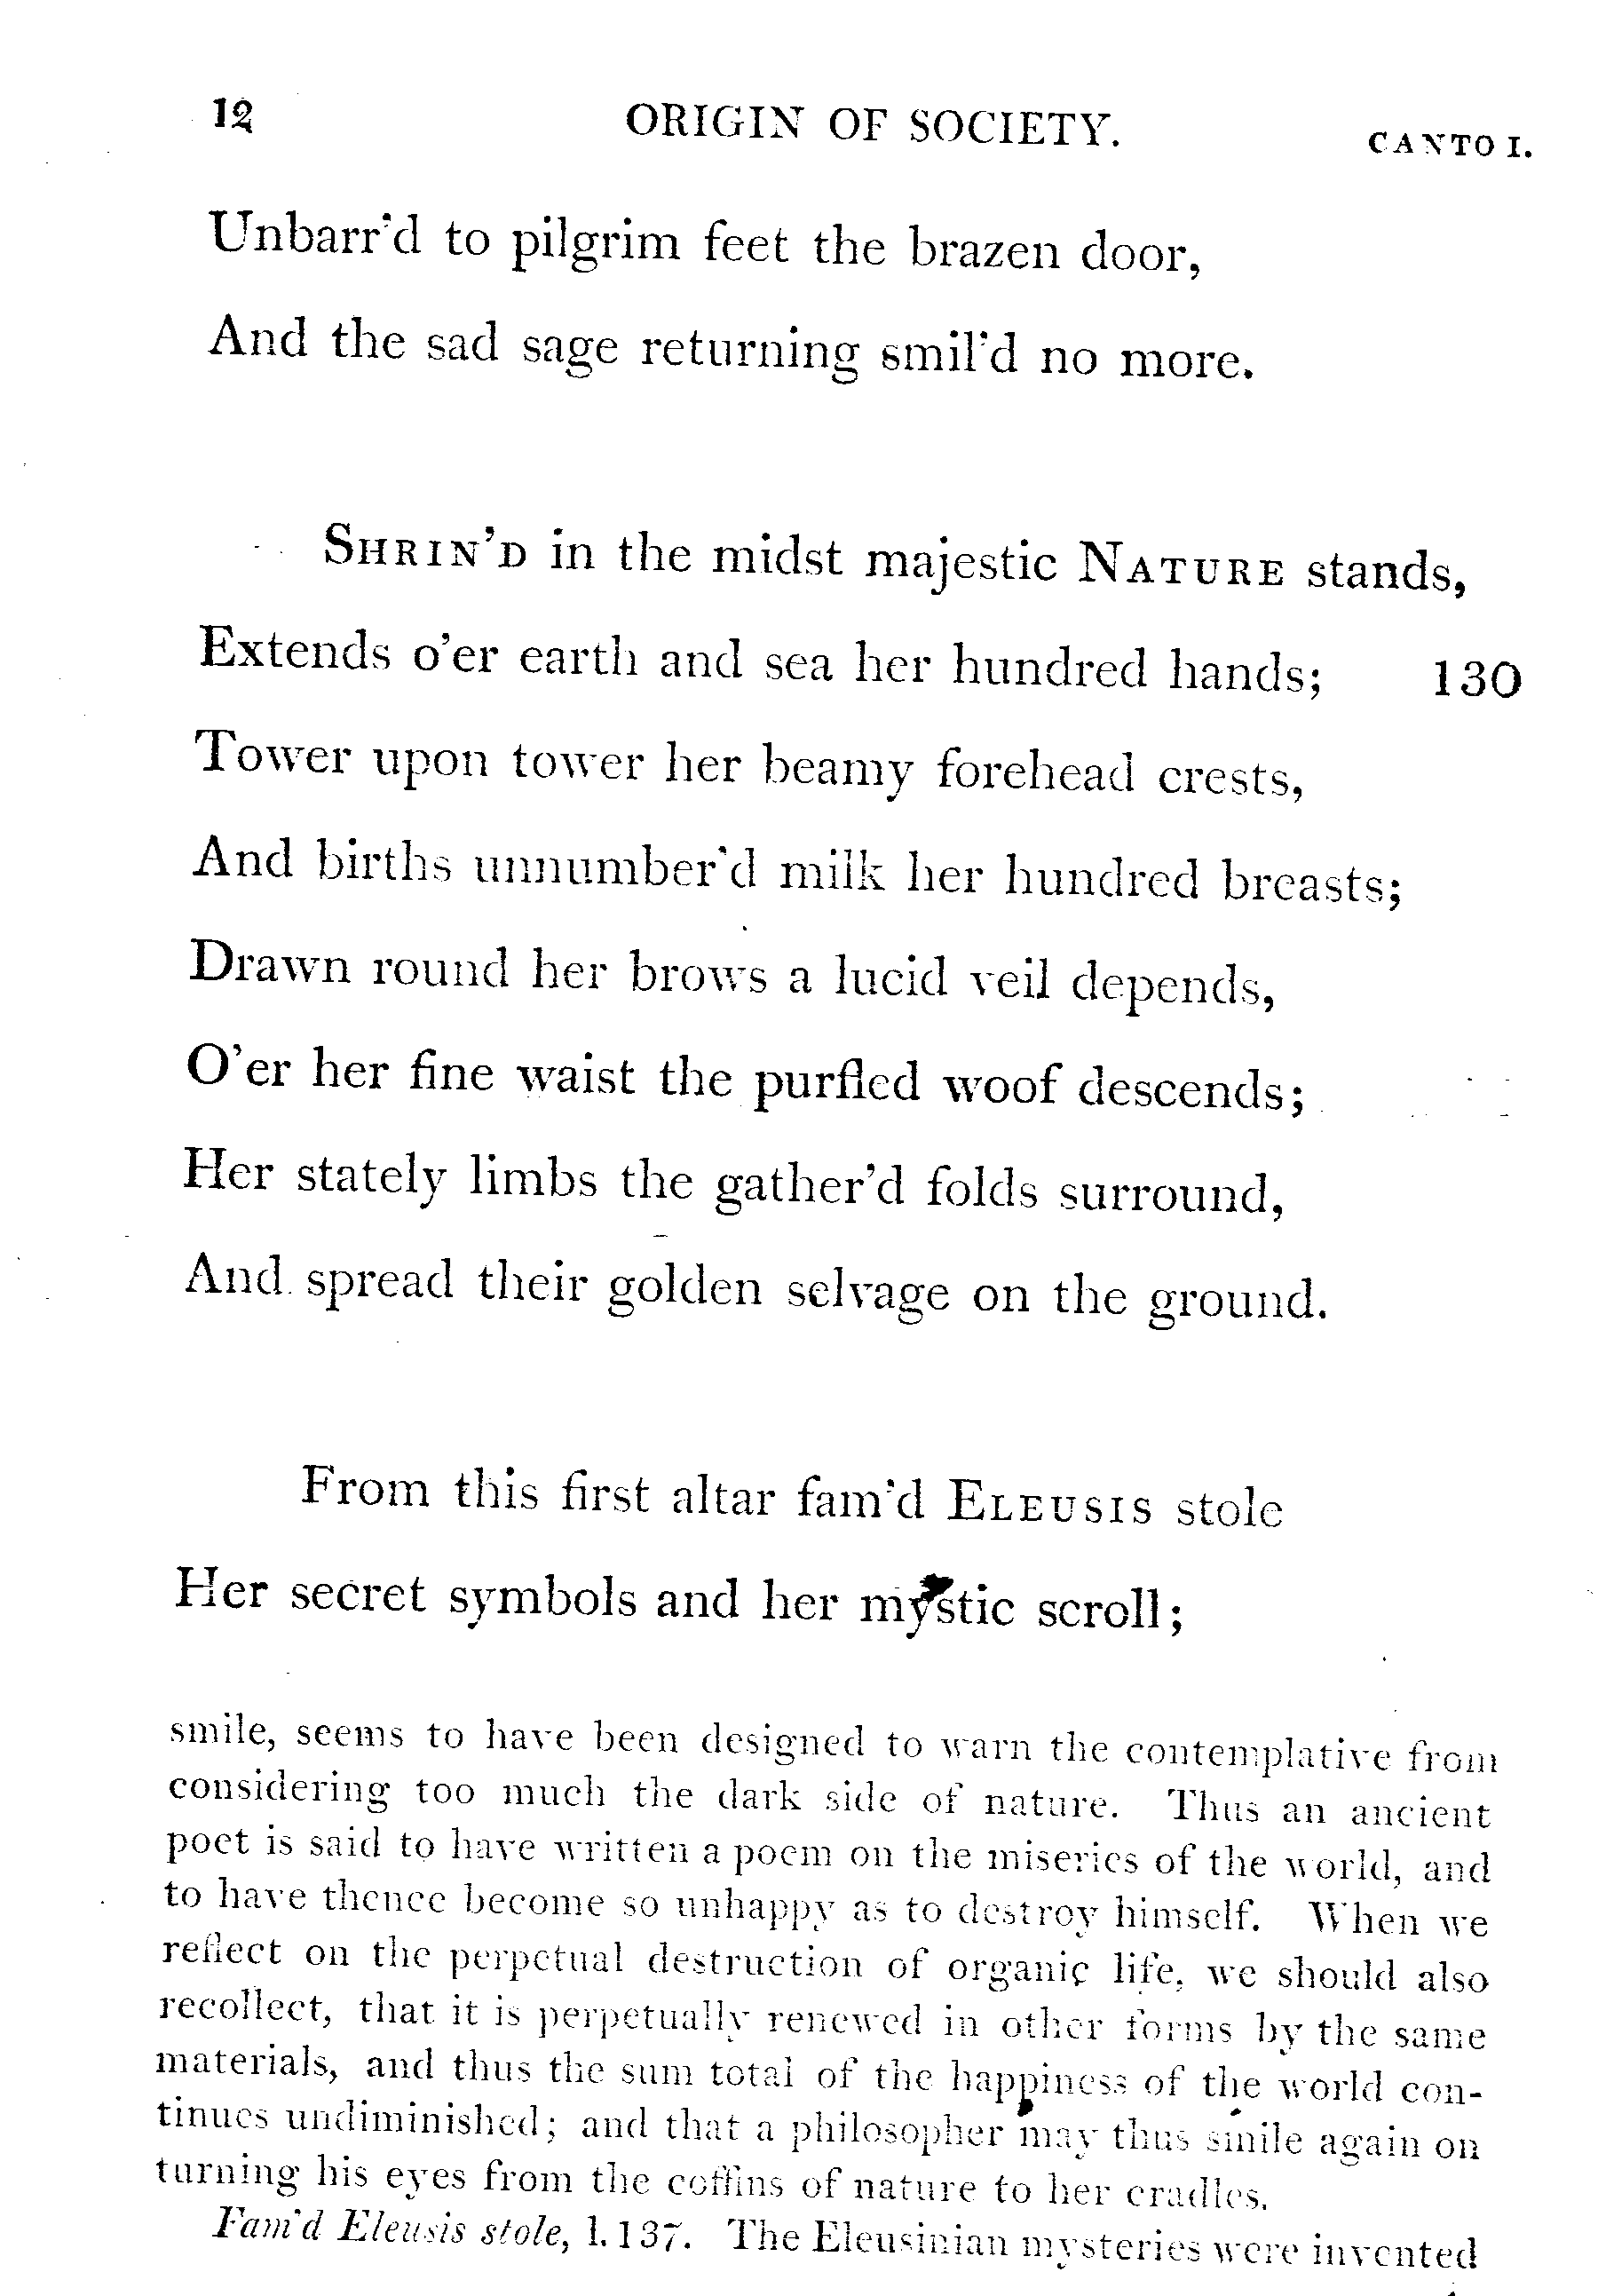 12 ORIGIN OF SOCIETY. CANTO I.
Unbarr'd to pilgrim feet the brazen door,
And the sad sage returning smil'd no more.
SHRIN'D in the midst majestic NATURE stands,
Extends o'er earth and sea her hundred hands; 130
Tower upon tower her beamy forehead crests,
And births unnumber'd milk her hundred breasts;
Drawn round her brows a lucid veil depends,
O'er her fine waist the purfled woof descends;
Her stately limbs the gather'd folds surround,
And spread their golden selvage on the ground.
From this first altar fam'd ELEUSIS stole
Her secret symbols and her mystic scroll;
smile, seems to have been designed to warn the contemplative from
considering too much the dark side of nature. Thus an ancient
poet is said to have written a poem on the miseries of the world, and
to have thence become so unhappy as to destroy himself. When we
reflect on the perpetual destruction of organic life, we should also
recollect, that it is perpetually renewed in other forms by the same
materials, and thus the sum total of the happiness of the world con-
tinues undiminished; and that a philosopher may thus smile again on
turning his eyes from the coffins of nature to her cradles.
Fam'd Eleusis stole, l. 137. The Eleusinian mysteries were invented